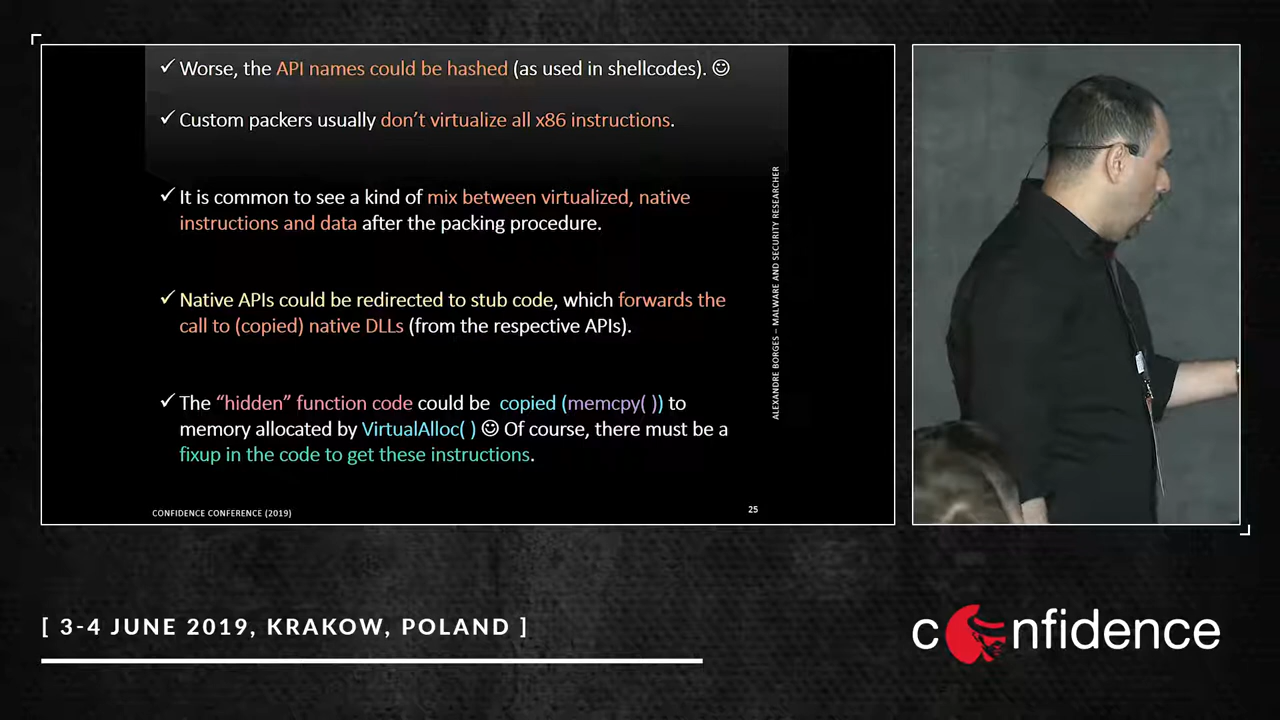 ✓ Worse, the API names could be hashed (as used in shellcodes). ☺
✓ Custom packers usually don’t virtualize all x86 instructions.
✓ It is common to see a kind of mix between virtualized, native
instructions and data after the packing procedure.
✓ Native APIs could be redirected to stub code, which forwards the
call to (copied) native DLLs (from the respective APIs).
✓ The “hidden” function code could be copied (memcpy( )) to
memory allocated by VirtualAlloc( ) ☺ Of course, there must be a
fixup in the code to get these instructions.
ALEXANDRE BORGES – MALWARE AND SECURITY RESEARCHER
CONFIDENCE CONFERENCE (2019)
25
[ 3-4 JUNE 2019, KRAKOW, POLAND ]
confidence